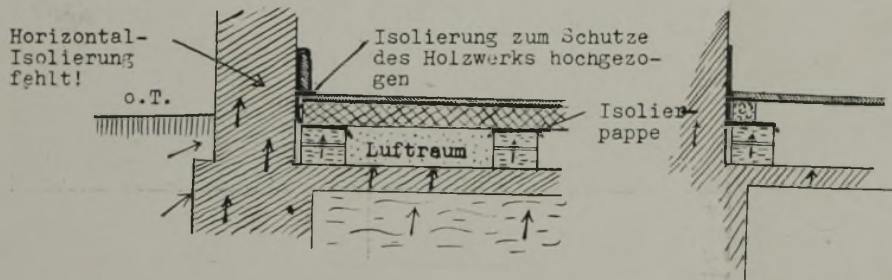 Horizontal-
Isolierung
fehlt!
o.T.
Isolierung zum Schutze
des Holzwerks hochgezo-
gen
Isolier-
pappe
Luftraum